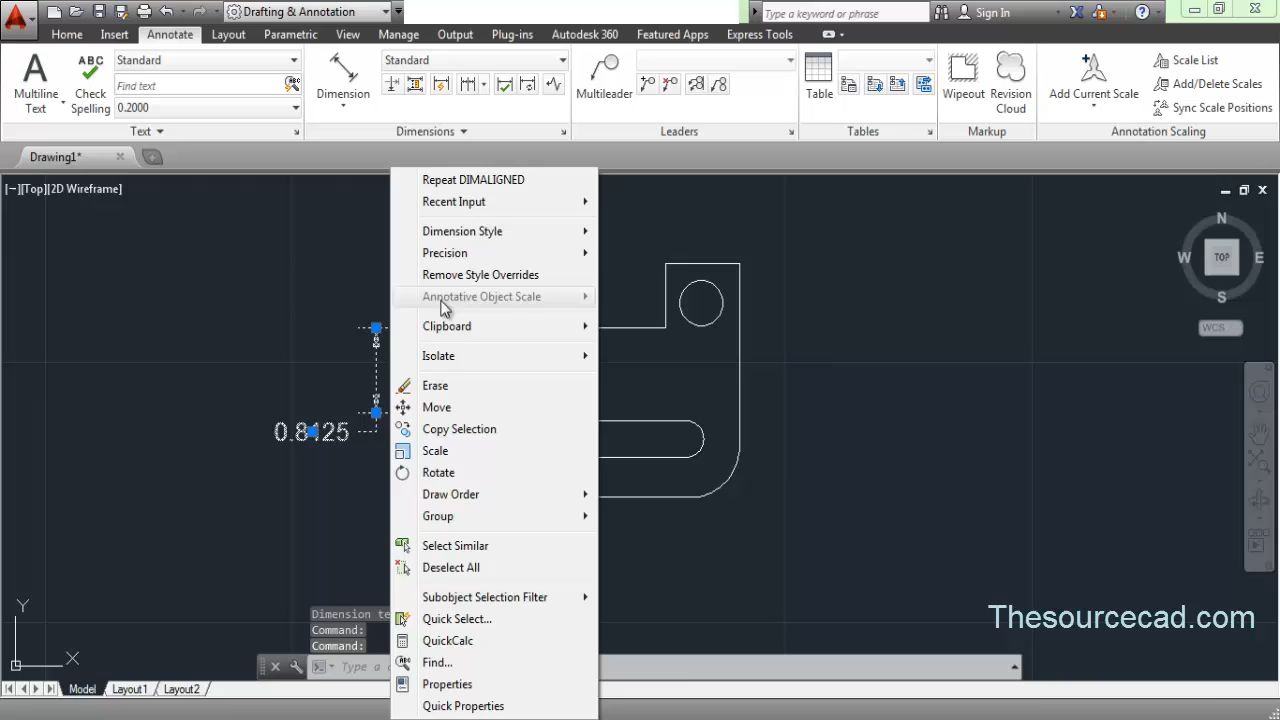 Drafting & Annotation
Type a keyword or phrase
Sign In
Home Insert Annotate Layout Parametric View Manage Output Plug-ins Autodesk 360 Featured Apps Express Tools
Multiline Text
ABC
Check Spelling
Standard
Find text
0.2000
Text
Dimension
Standard
Dimensions
Multileader
Leaders
Table
Tables
Wipeout
Revision Cloud
Markup
Add Current Scale
Scale List
Add/Delete Scales
Sync Scale Positions
Annotation Scaling
Drawing1*
[−][Top][2D Wireframe]
N
W TOP E
S
WCS
0.8425
Repeat DIMALIGNED
Recent Input
Dimension Style
Precision
Remove Style Overrides
Annotative Object Scale
Clipboard
Isolate
Erase
Move
Copy Selection
Scale
Rotate
Draw Order
Group
Select Similar
Deselect All
Subobject Selection Filter
Quick Select...
QuickCalc
Find...
Properties
Quick Properties
Y
X
Dimension te
Command:
Command:
Type a
Thesourcecad.com
Model Layout1 Layout2